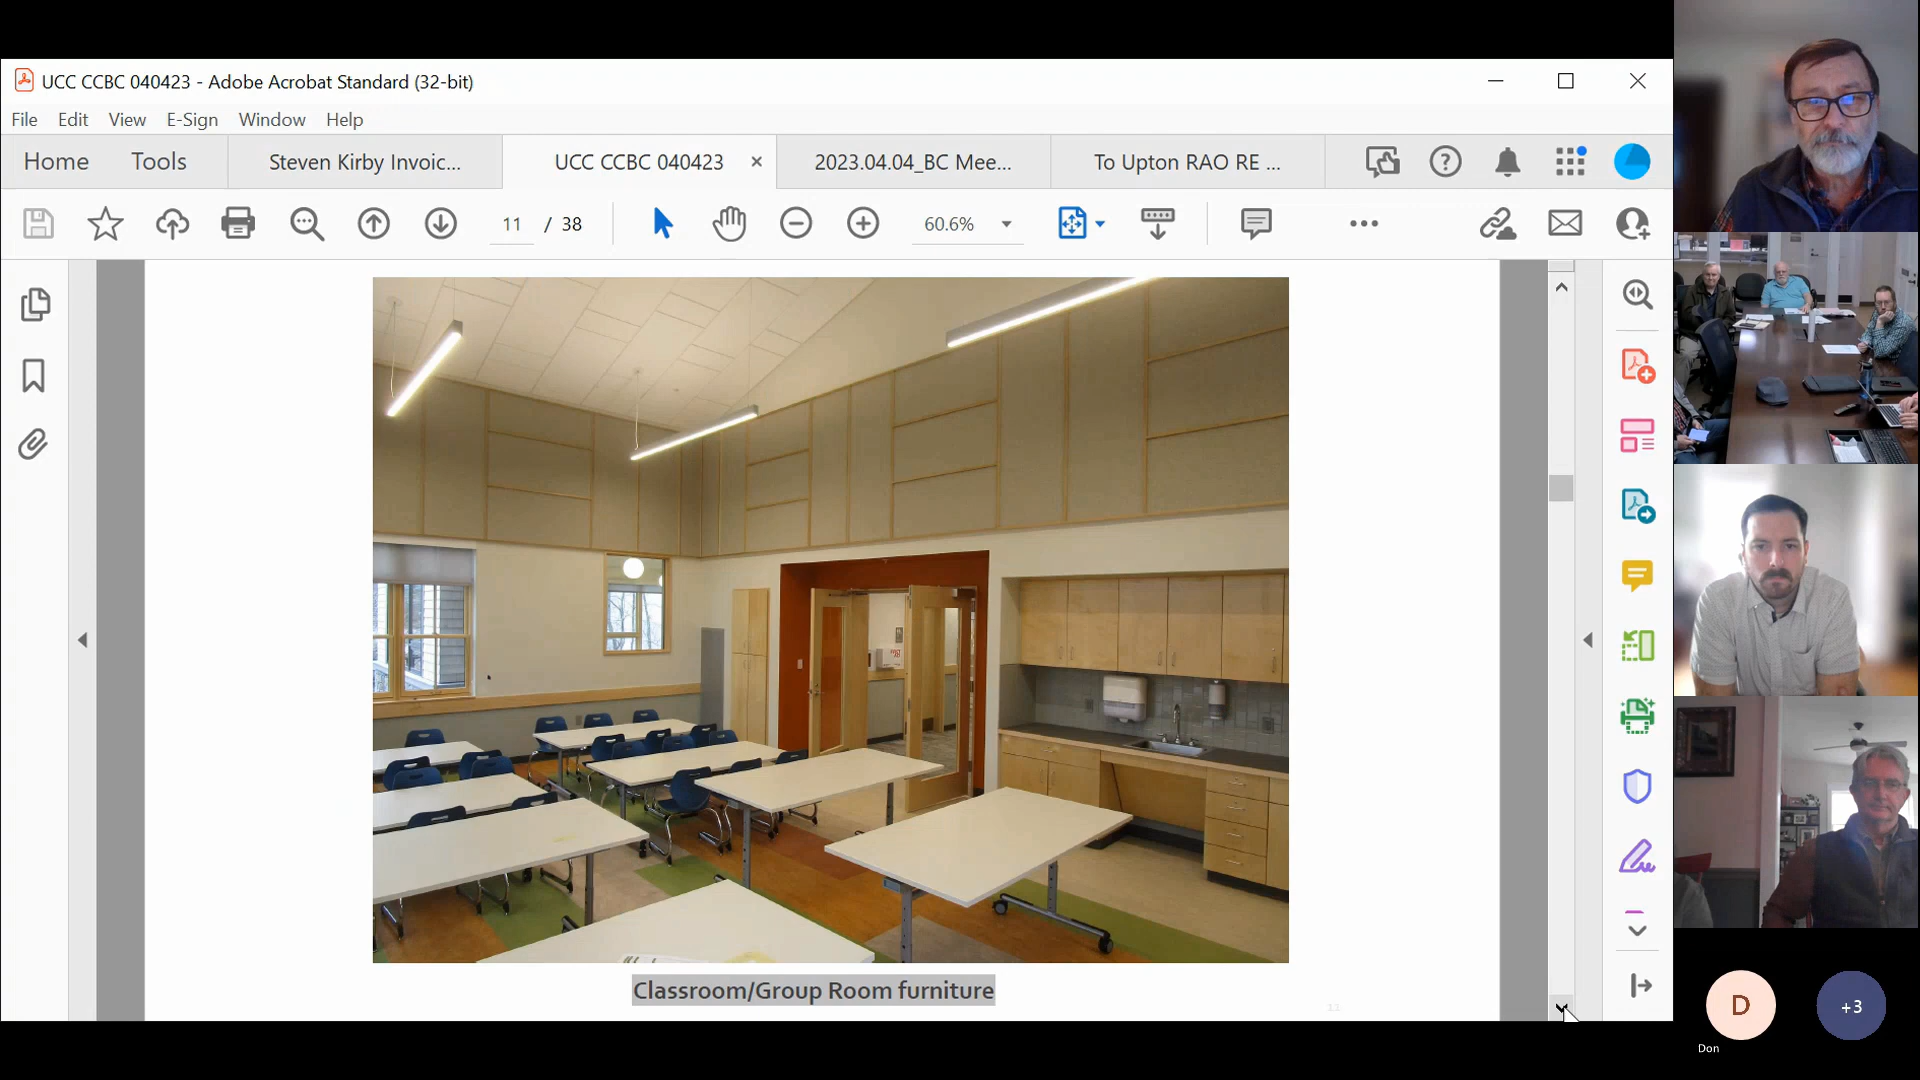 UCC CCBC 040423 - Adobe Acrobat Standard (32-bit)
File Edit View E-Sign Window Help
Home Tools Steven Kirby Invoic... UCC CCBC 040423 2023.04.04_BC Mee... To Upton RAO RE ...
11 / 38 60.6%
Classroom/Group Room furniture
D
+3
Don